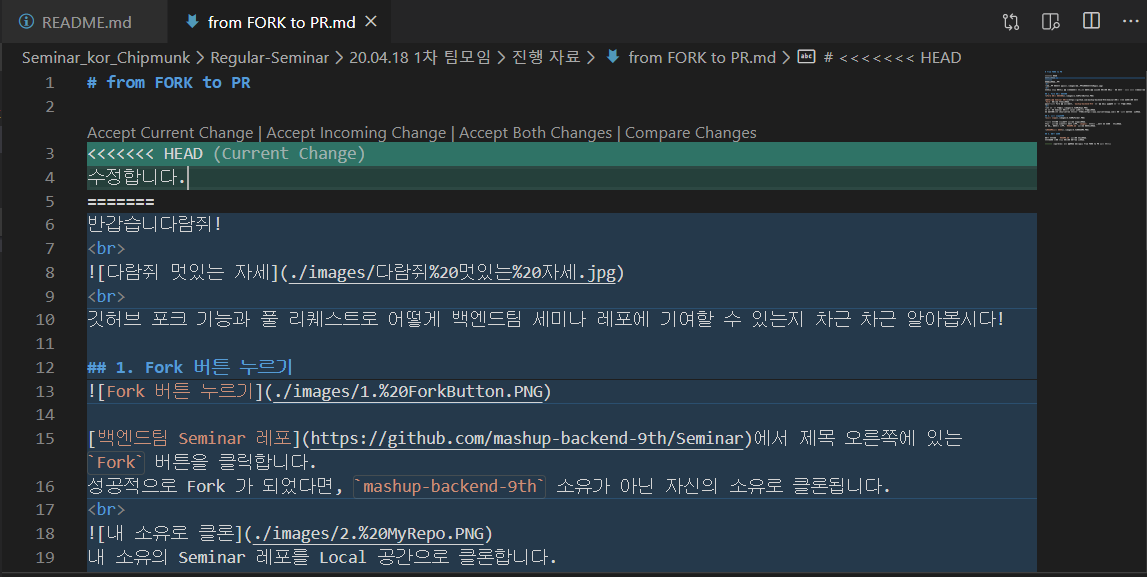 README.md
from FORK to PR.md
Seminar_kor_Chipmunk > Regular-Seminar > 20.04.18 1차 팀모임 > 진행 자료 > from FORK to PR.md > abc # <<<<<<< HEAD
1 # from FORK to PR
2
Accept Current Change | Accept Incoming Change | Accept Both Changes | Compare Changes
3 <<<<<<< HEAD (Current Change)
4 수정합니다.
5 =======
6 반갑습니다람쥐!
7 <br>
8 ![다람쥐 멋있는 자세](./images/다람쥐%20멋있는%20자세.jpg)
9 <br>
10 깃허브 포크 기능과 풀 리퀘스트로 어떻게 백엔드팀 세미나 레포에 기여할 수 있는지 차근 차근 알아봅시다!
11
12 ## 1. Fork 버튼 누르기
13 ![Fork 버튼 누르기](./images/1.%20ForkButton.PNG)
14
15 [백엔드팀 Seminar 레포](https://github.com/mashup-backend-9th/Seminar)에서 제목 오른쪽에 있는
`Fork` 버튼을 클릭합니다.
16 성공적으로 Fork 가 되었다면, `mashup-backend-9th` 소유가 아닌 자신의 소유로 클론됩니다.
17 <br>
18 ![내 소유로 클론](./images/2.%20MyRepo.PNG)
19 내 소유의 Seminar 레포를 Local 공간으로 클론합니다.